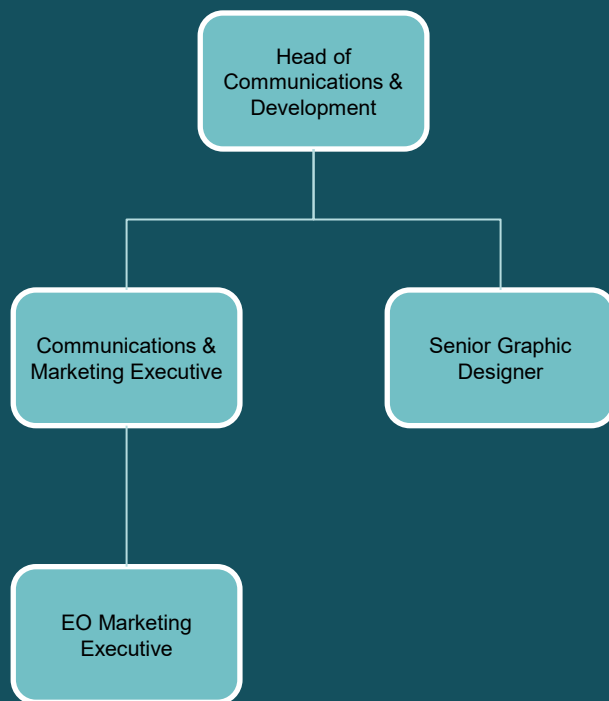 Head of
Communications &
Development
Communications &
Marketing Executive
Senior Graphic
Designer
EO Marketing
Executive